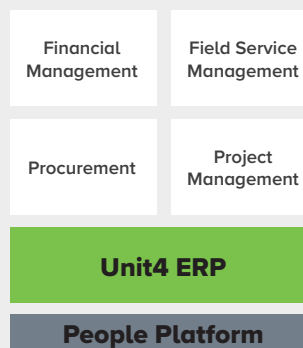 Financial
Management
Field Service
Management
Procurement
Project
Management
Unit4 ERP
People Platform